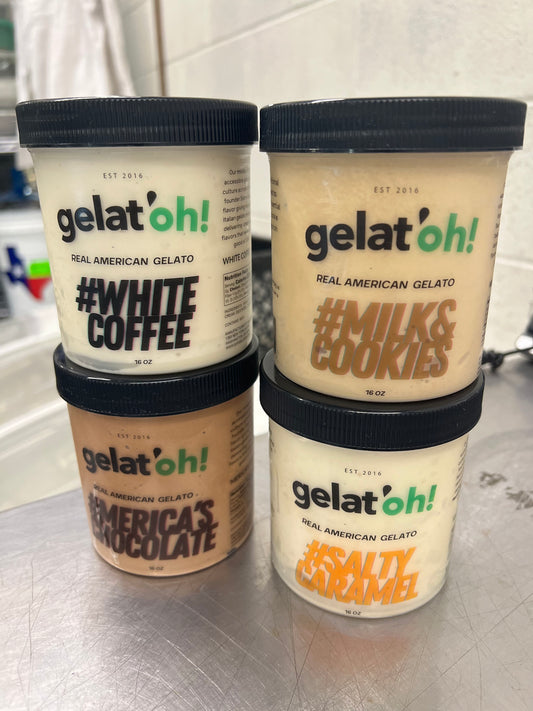 EST 2016
gelat'oh!
REAL AMERICAN GELATO
#WHITE
COFFEE
16 OZ
EST 2016
gelat'oh!
REAL AMERICAN GELATO
#MILK&
COOKIES
16 OZ
EST 2016
gelat'oh!
REAL AMERICAN GELATO
#MERICA'S
CHOCOLATE
16 OZ
EST 2016
gelat'oh!
REAL AMERICAN GELATO
#SALTY
CARAMEL
16 OZ